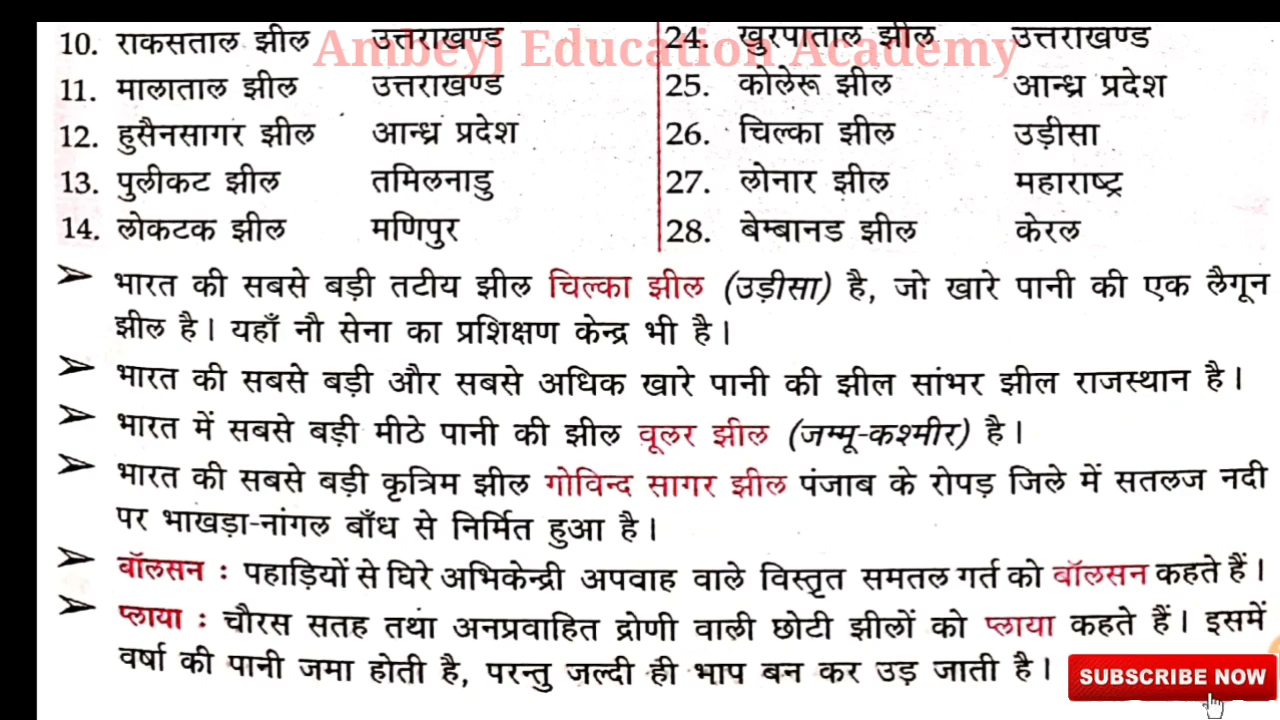 Ambeyj Education Academy
10. राकसताल झील उत्तराखण्ड
11. मालाताल झील उत्तराखण्ड
12. हुसैनसागर झील आन्ध्र प्रदेश
13. पुलीकट झील तमिलनाडु
14. लोकटक झील मणिपुर
24. खुरपाताल झील उत्तराखण्ड
25. कोलेरू झील आन्ध्र प्रदेश
26. चिल्का झील उड़ीसा
27. लोनार झील महाराष्ट्र
28. बेम्बानड झील केरल
➢ भारत की सबसे बड़ी तटीय झील चिल्का झील (उड़ीसा) है, जो खारे पानी की एक लैगून
झील है। यहाँ नौ सेना का प्रशिक्षण केन्द्र भी है।
➢ भारत की सबसे बड़ी और सबसे अधिक खारे पानी की झील सांभर झील राजस्थान है।
➢ भारत में सबसे बड़ी मीठे पानी की झील वूलर झील (जम्मू-कश्मीर) है।
➢ भारत की सबसे बड़ी कृत्रिम झील गोविन्द सागर झील पंजाब के रोपड़ जिले में सतलज नदी
पर भाखड़ा-नांगल बाँध से निर्मित हुआ है।
➢ बॉलसन : पहाड़ियों से घिरे अभिकेन्द्री अपवाह वाले विस्तृत समतल गर्त को बॉलसन कहते हैं।
➢ प्लाया : चौरस सतह तथा अनप्रवाहित द्रोणी वाली छोटी झीलों को प्लाया कहते हैं। इसमें
वर्षा की पानी जमा होती है, परन्तु जल्दी ही भाप बन कर उड़ जाती है।
SUBSCRIBE NOW